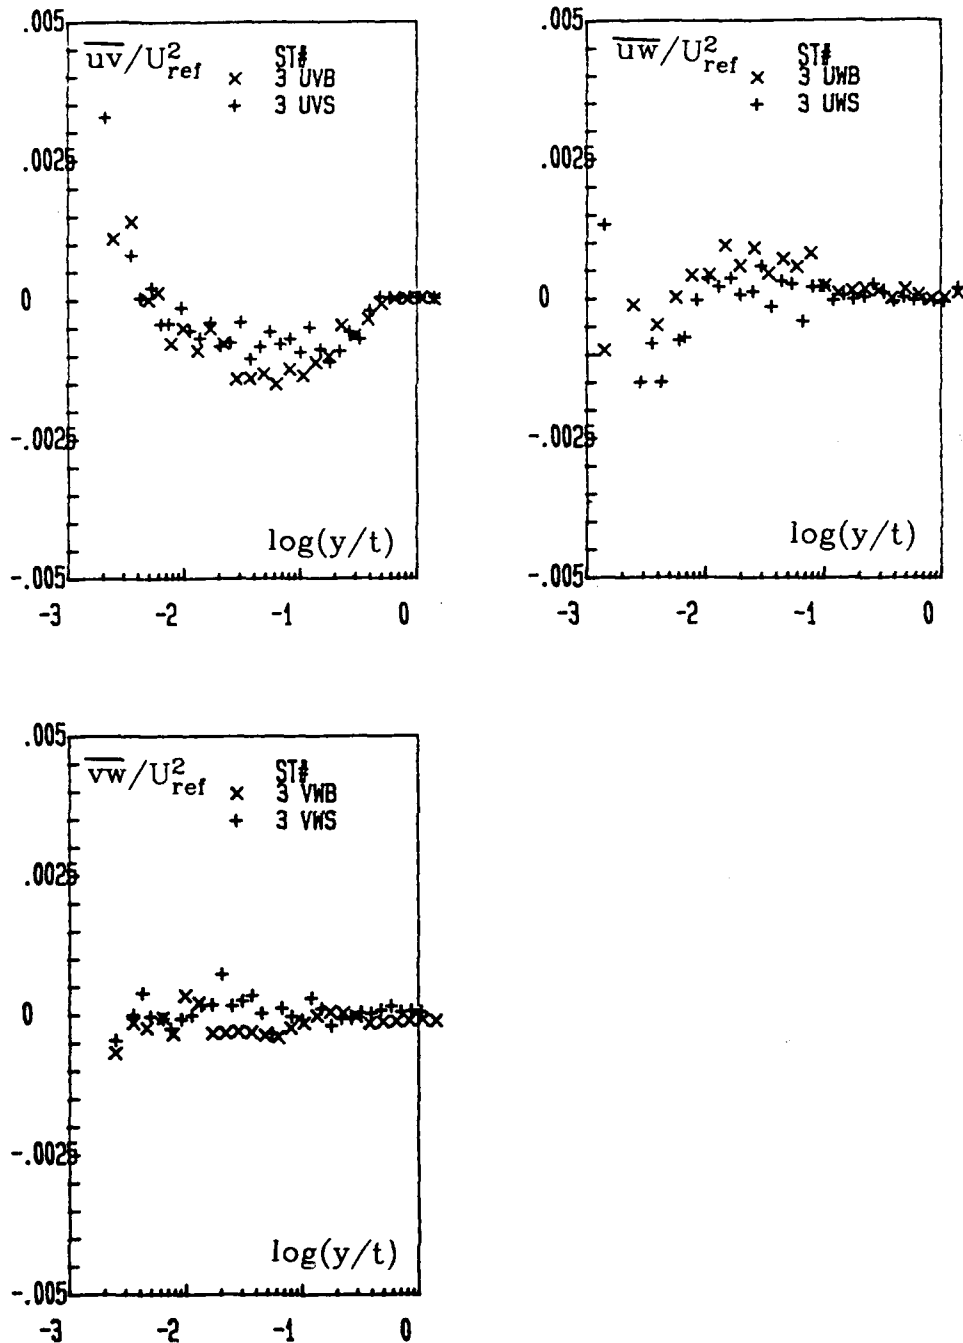 .005
uv/U²ref
ST#
× 3 UVB
+ 3 UVS
.0025
0
-.0025
log(y/t)
-.005
-3 -2 -1 0
.005
uw/U²ref
ST#
× 3 UWB
+ 3 UWS
.0025
0
-.0025
log(y/t)
-.005
-3 -2 -1 0
.005
vw/U²ref
ST#
× 3 VWB
+ 3 VWS
.0025
0
-.0025
log(y/t)
-.005
-3 -2 -1 0